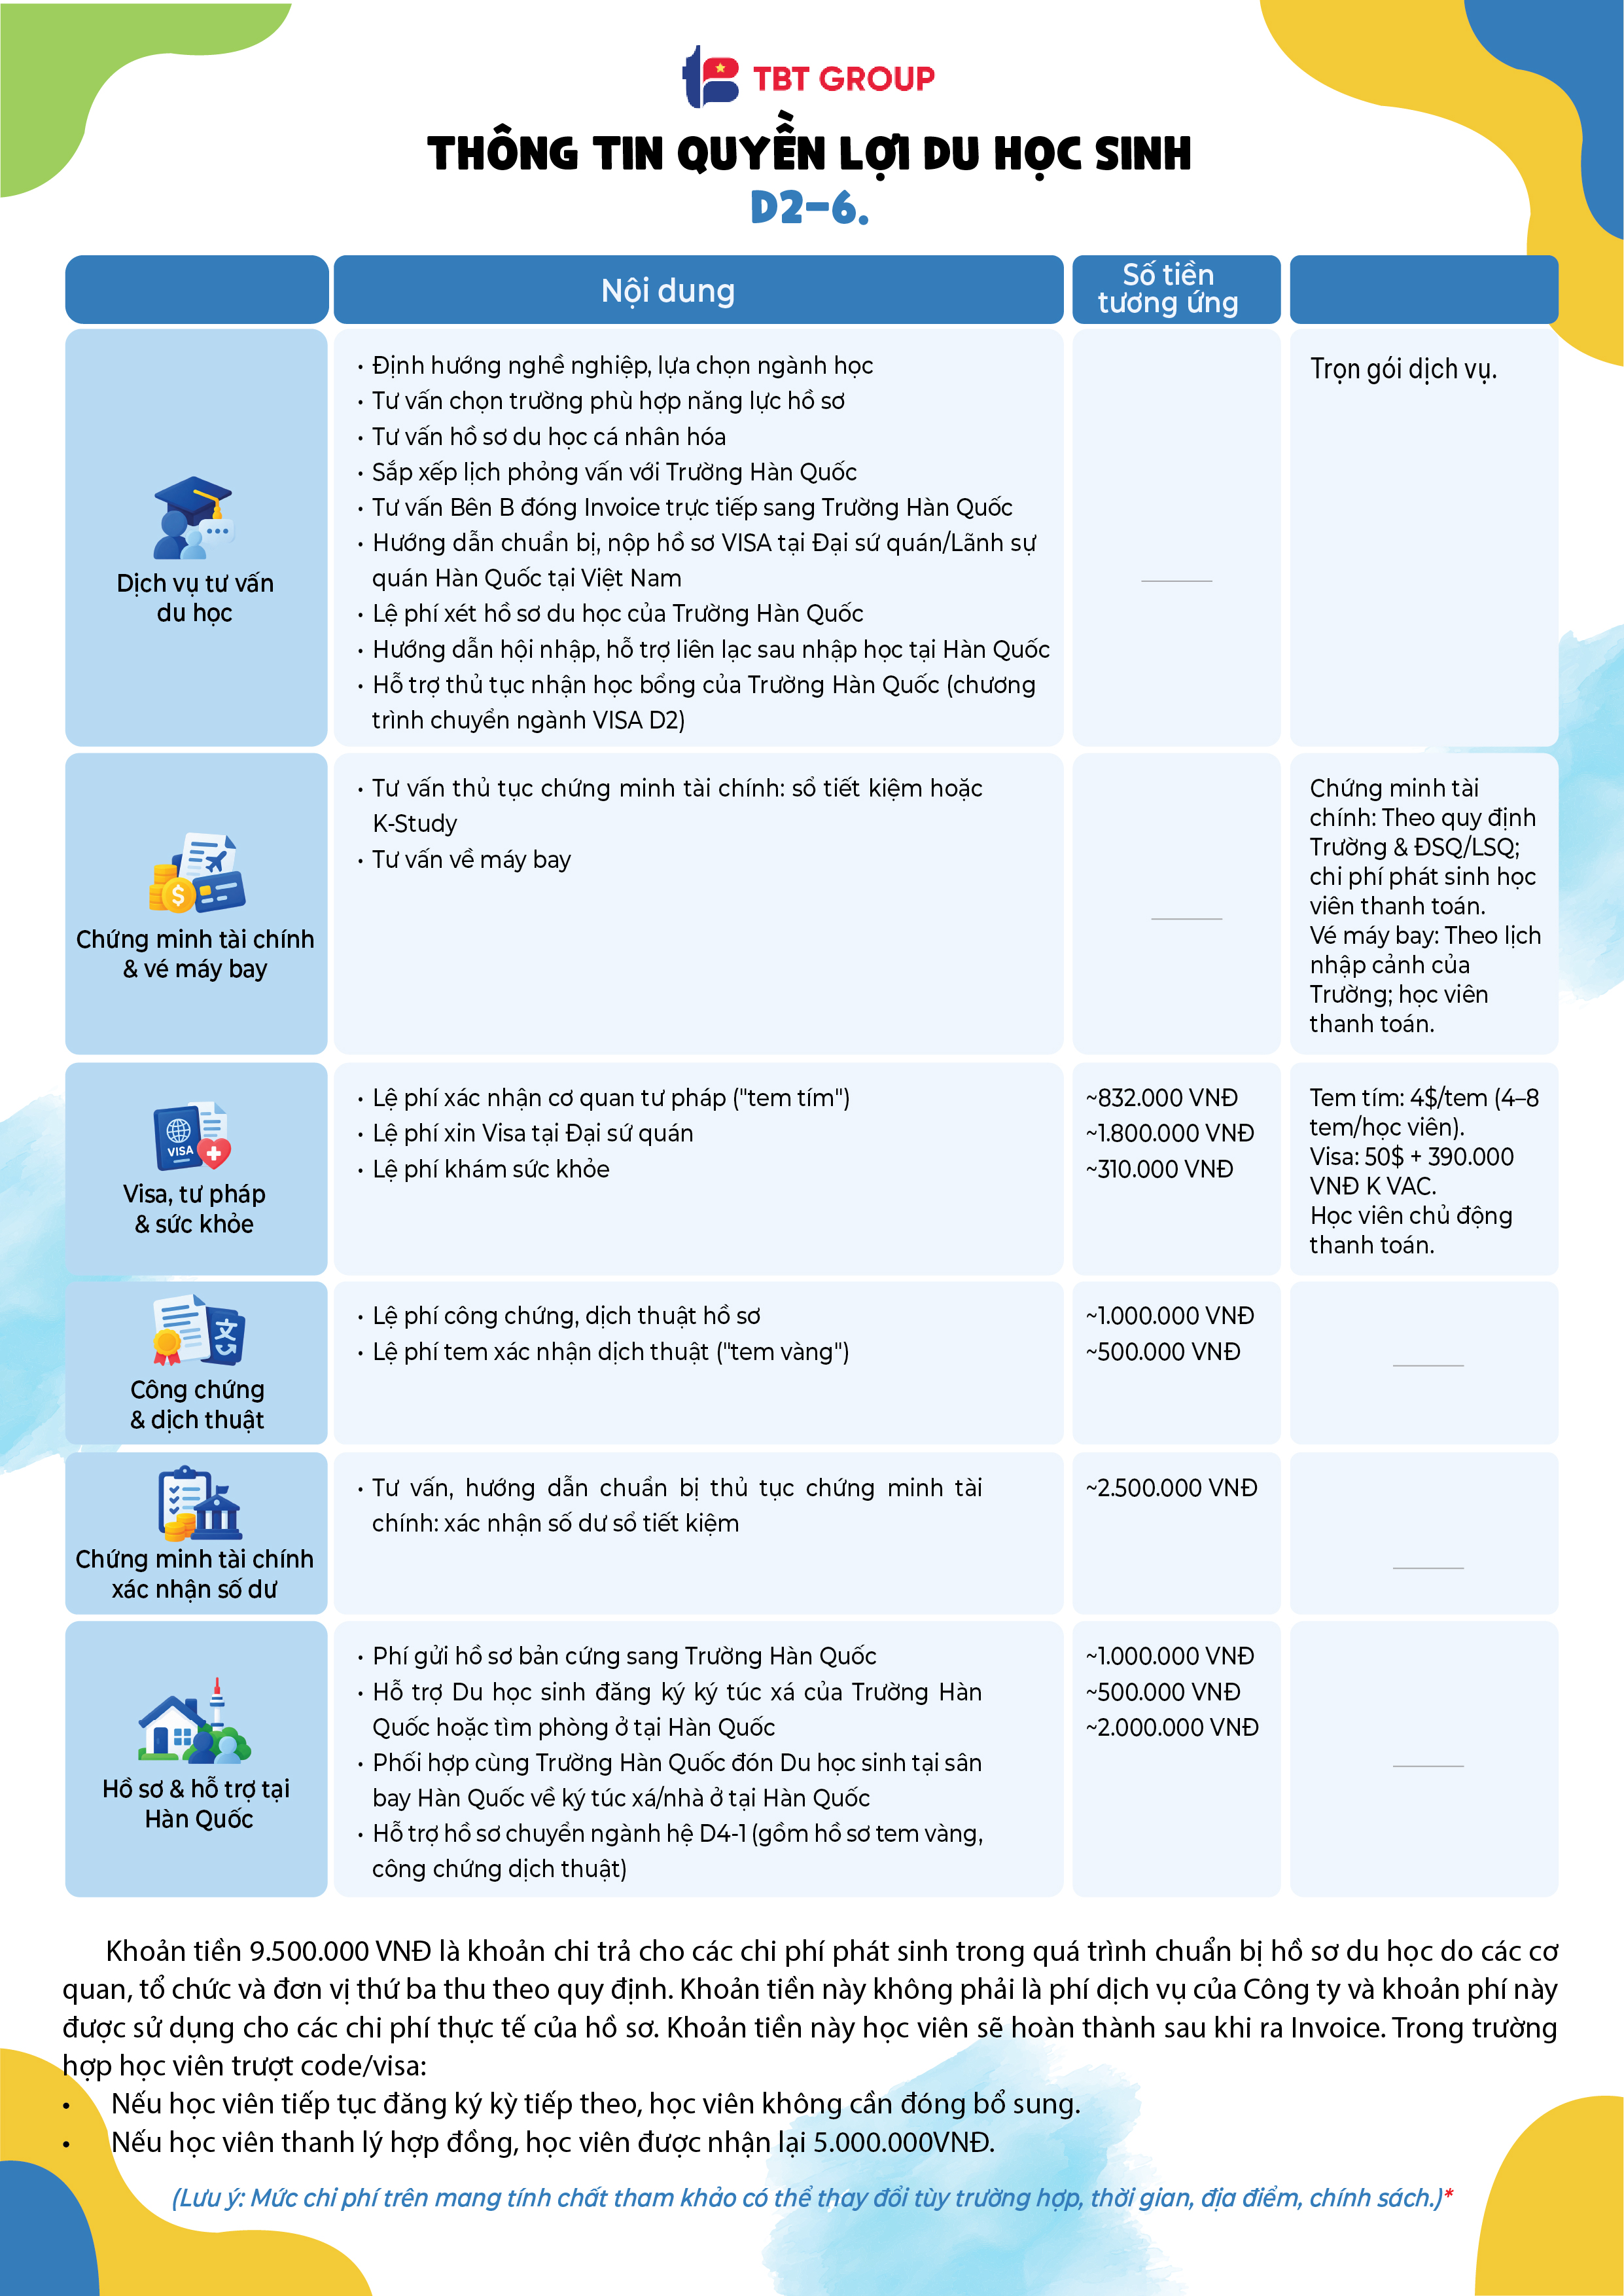 TBT GROUP
THÔNG TIN QUYỀN LỢI DU HỌC SINH
D2-6.
Nội dung
Số tiền
tương ứng
Dịch vụ tư vấn
du học
• Định hướng nghề nghiệp, lựa chọn ngành học
• Tư vấn chọn trường phù hợp năng lực hồ sơ
• Tư vấn hồ sơ du học cá nhân hóa
• Sắp xếp lịch phỏng vấn với Trường Hàn Quốc
• Tư vấn Bên B đóng Invoice trực tiếp sang Trường Hàn Quốc
• Hướng dẫn chuẩn bị, nộp hồ sơ VISA tại Đại sứ quán/Lãnh sự
quán Hàn Quốc tại Việt Nam
• Lệ phí xét hồ sơ du học của Trường Hàn Quốc
• Hướng dẫn hội nhập, hỗ trợ liên lạc sau nhập học tại Hàn Quốc
• Hỗ trợ thủ tục nhận học bổng của Trường Hàn Quốc (chương
trình chuyển ngành VISA D2)
Trọn gói dịch vụ.
Chứng minh tài chính
& vé máy bay
• Tư vấn thủ tục chứng minh tài chính: sổ tiết kiệm hoặc
K-Study
• Tư vấn về máy bay
Chứng minh tài
chính: Theo quy định
Trường & ĐSQ/LSQ;
chi phí phát sinh học
viên thanh toán.
Vé máy bay: Theo lịch
nhập cảnh của
Trường; học viên
thanh toán.
VISA
Visa, tư pháp
& sức khỏe
• Lệ phí xác nhận cơ quan tư pháp ("tem tím")
• Lệ phí xin Visa tại Đại sứ quán
• Lệ phí khám sức khỏe
~832.000 VNĐ
~1.800.000 VNĐ
~310.000 VNĐ
Tem tím: 4$/tem (4–8
tem/học viên).
Visa: 50$ + 390.000
VNĐ K VAC.
Học viên chủ động
thanh toán.
文
Công chứng
& dịch thuật
• Lệ phí công chứng, dịch thuật hồ sơ
• Lệ phí tem xác nhận dịch thuật ("tem vàng")
~1.000.000 VNĐ
~500.000 VNĐ
Chứng minh tài chính
xác nhận số dư
• Tư vấn, hướng dẫn chuẩn bị thủ tục chứng minh tài
chính: xác nhận số dư sổ tiết kiệm
~2.500.000 VNĐ
Hồ sơ & hỗ trợ tại
Hàn Quốc
• Phí gửi hồ sơ bản cứng sang Trường Hàn Quốc
• Hỗ trợ Du học sinh đăng ký ký túc xá của Trường Hàn
Quốc hoặc tìm phòng ở tại Hàn Quốc
• Phối hợp cùng Trường Hàn Quốc đón Du học sinh tại sân
bay Hàn Quốc về ký túc xá/nhà ở tại Hàn Quốc
• Hỗ trợ hồ sơ chuyển ngành hệ D4-1 (gồm hồ sơ tem vàng,
công chứng dịch thuật)
~1.000.000 VNĐ
~500.000 VNĐ
~2.000.000 VNĐ
Khoản tiền 9.500.000 VNĐ là khoản chi trả cho các chi phí phát sinh trong quá trình chuẩn bị hồ sơ du học do các cơ
quan, tổ chức và đơn vị thứ ba thu theo quy định. Khoản tiền này không phải là phí dịch vụ của Công ty và khoản phí này
được sử dụng cho các chi phí thực tế của hồ sơ. Khoản tiền này học viên sẽ hoàn thành sau khi ra Invoice. Trong trường
hợp học viên trượt code/visa:
• Nếu học viên tiếp tục đăng ký kỳ tiếp theo, học viên không cần đóng bổ sung.
• Nếu học viên thanh lý hợp đồng, học viên được nhận lại 5.000.000VNĐ.
(Lưu ý: Mức chi phí trên mang tính chất tham khảo có thể thay đổi tùy trường hợp, thời gian, địa điểm, chính sách.)*